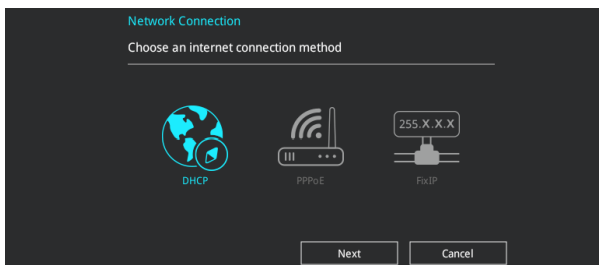 Network Connection
Choose an internet connection method
255.X.X.X
DHCP PPPoE FixIP
Next Cancel